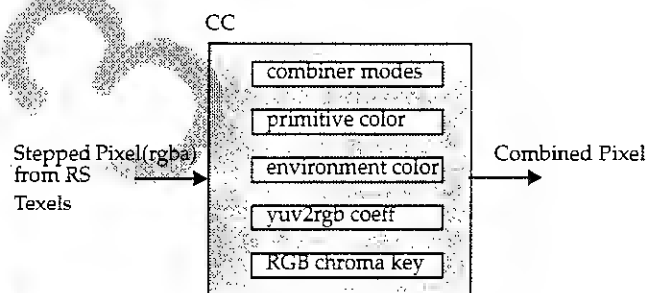 CC
combiner modes
primitive color
Stepped Pixel(rgba)
from RS
Texels
environment color
Combined Pixel
yuv2rgb coeff
RGB chroma key